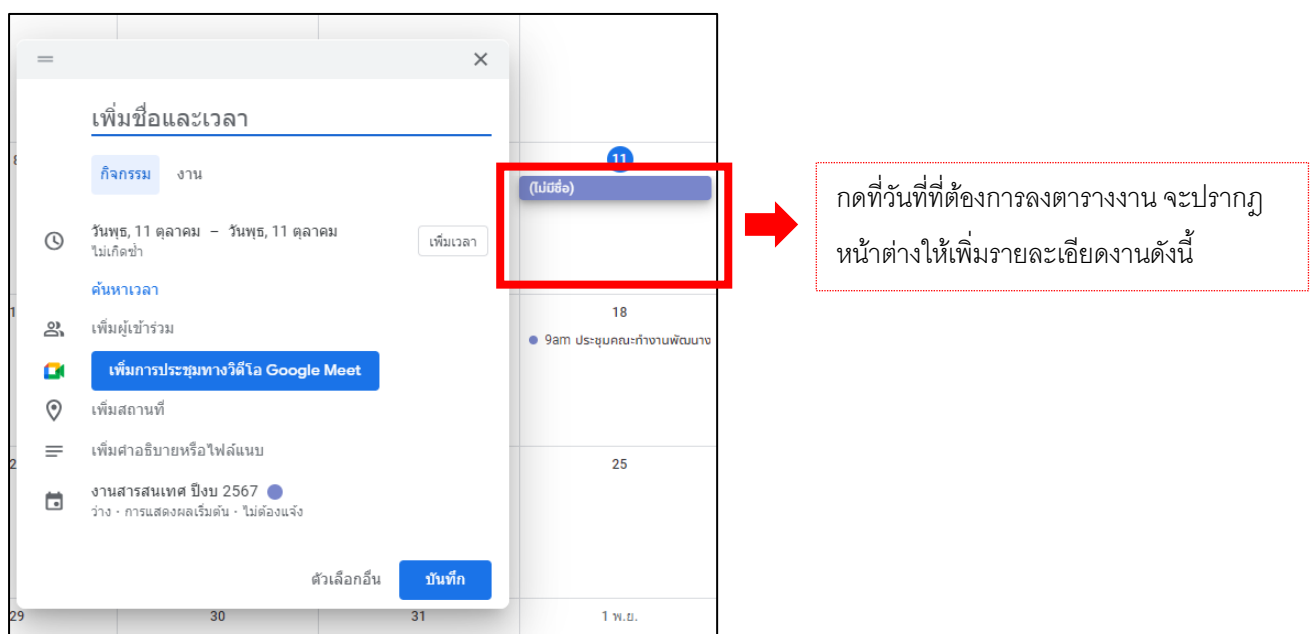 เพิ่มชื่อและเวลา
กิจกรรม งาน
วันพุธ, 11 ตุลาคม – วันพุธ, 11 ตุลาคม
ไม่เกิดซ้ำ
เพิ่มเวลา
ค้นหาเวลา
เพิ่มผู้เข้าร่วม
เพิ่มการประชุมทางวิดีโอ Google Meet
เพิ่มสถานที่
เพิ่มคำอธิบายหรือไฟล์แนบ
งานสารสนเทศ ปีงบ 2567
ว่าง · การแสดงผลเริ่มต้น · ไม่ต้องแจ้ง
ตัวเลือกอื่น บันทึก
11
(ไม่มีชื่อ)
18
9am ประชุมคณะทำงานพัฒนาง
25
29 30 31 1 พ.ย.
กดที่วันที่ที่ต้องการลงตารางงาน จะปรากฏ
หน้าต่างให้เพิ่มรายละเอียดงานดังนี้